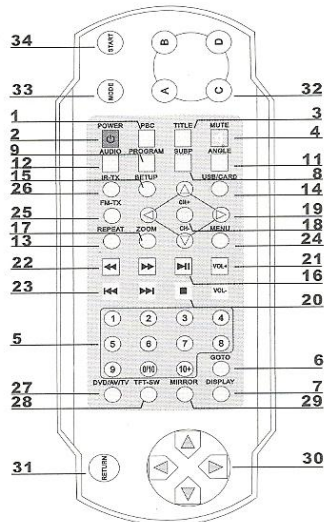 34
START
B
D
33
MODE
A
C
32
1
3
POWER
PBC
TITLE
MUTE
2
4
9
AUDIO
PROGRAM
SUBP
ANGLE
12
11
15
8
IR-TX
SETUP
USB/CARD
26
14
FM-TX
CH+
25
19
17
18
REPEAT
ZOOM
CH-
MENU
13
24
22
VOL+
21
16
23
VOL-
20
1
2
3
4
5
5
6
7
8
GOTO
6
9
0/10
10+
27
DVD/AV/TV
TFT-SW
MIRROR
DISPLAY
7
28
29
31
RETURN
30